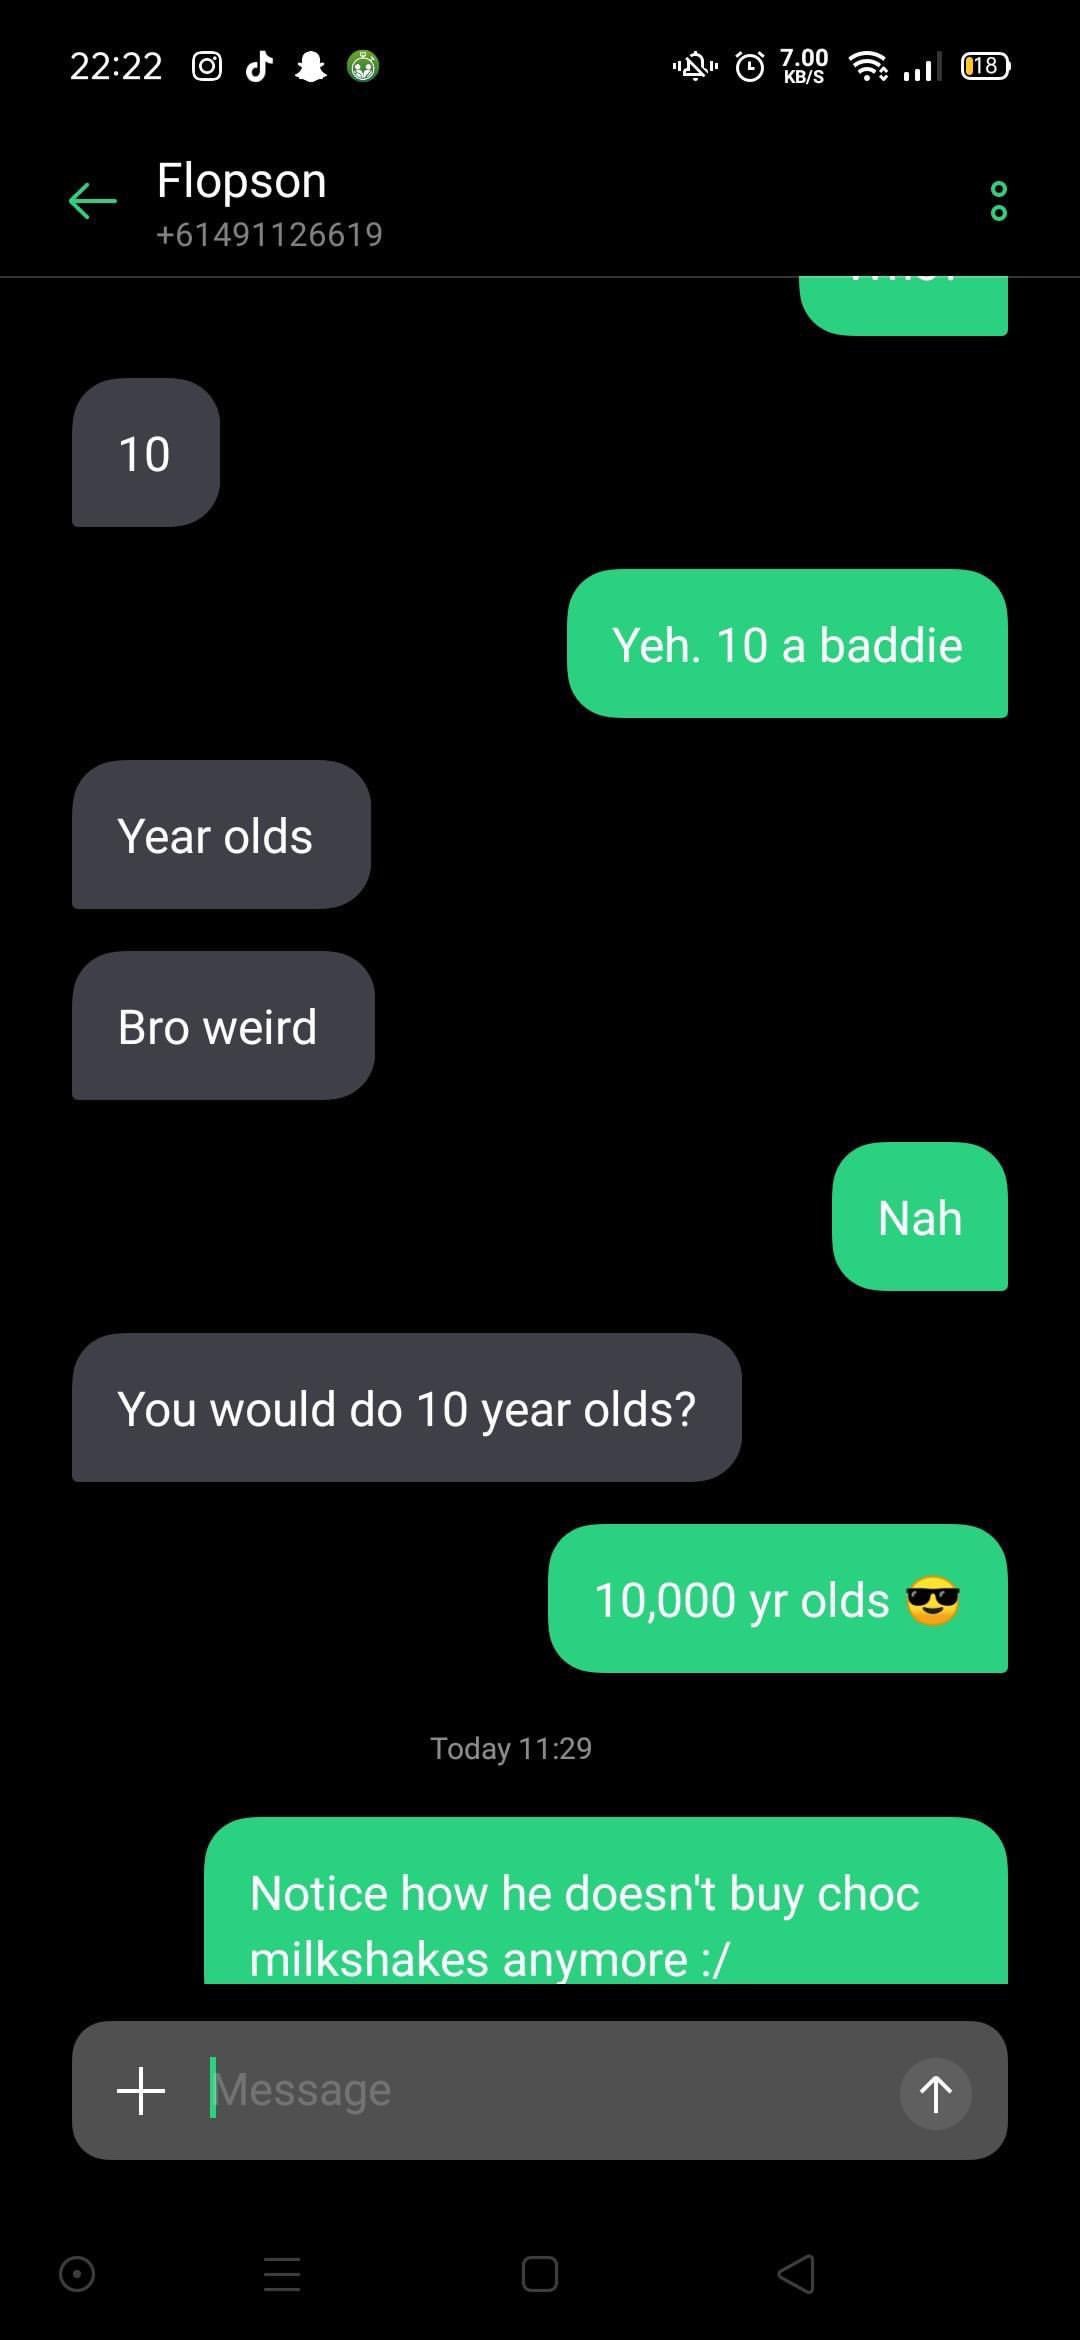 22:22
7.00
KB/S
18
Flopson
+61491126619
10
Yeh. 10 a baddie
Year olds
Bro weird
Nah
You would do 10 year olds?
10,000 yr olds 😎
Today 11:29
Notice how he doesn't buy choc
milkshakes anymore :/
Message